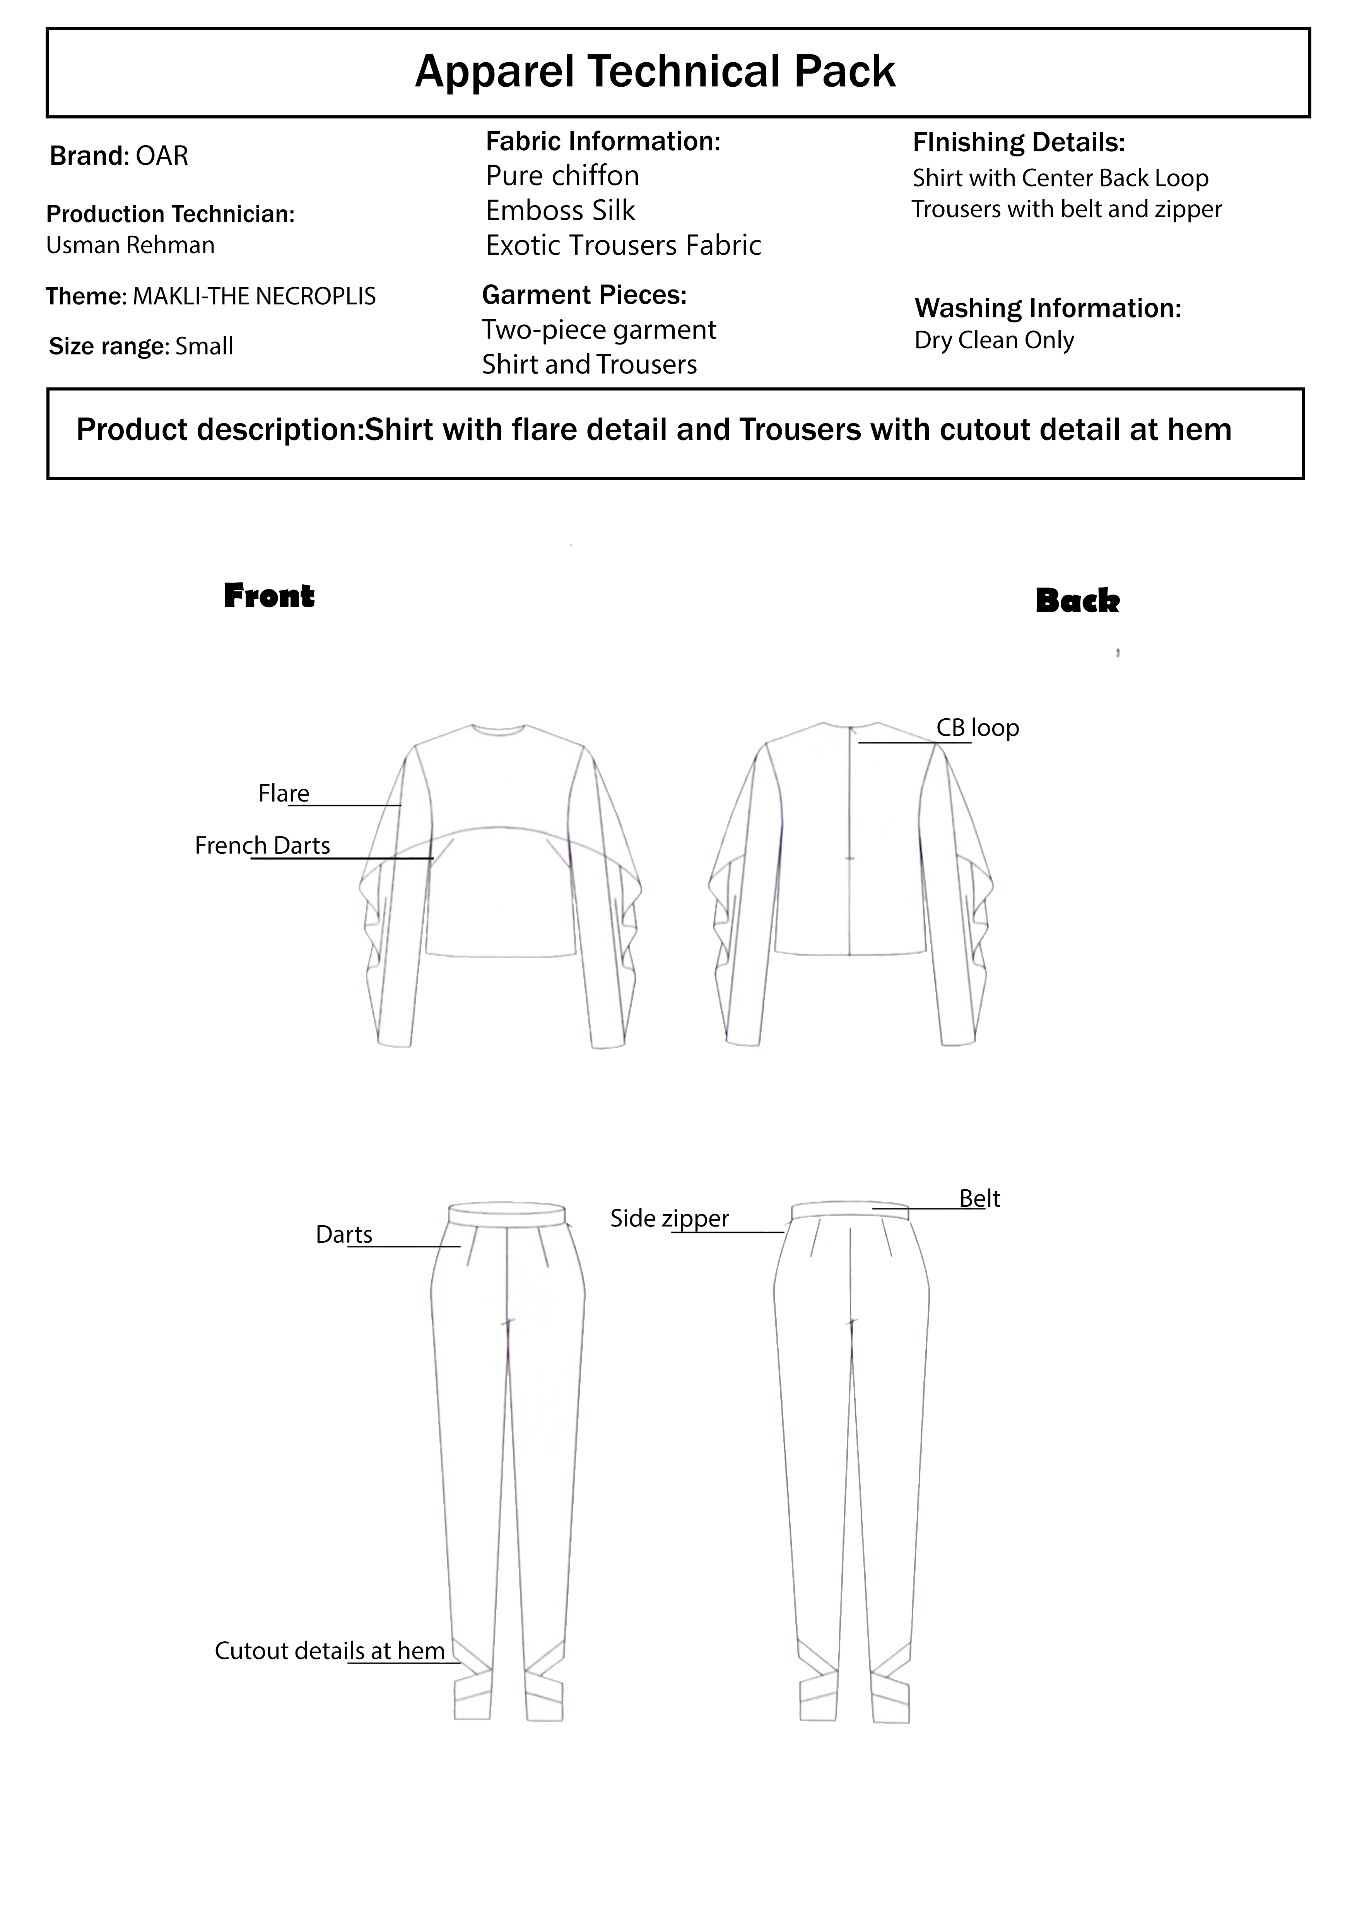 Apparel Technical Pack
Brand: OAR
Production Technician:
Usman Rehman
Theme: MAKLI-THE NECROPLIS
Size range: Small
Fabric Information:
Pure chiffon
Emboss Silk
Exotic Trousers Fabric
Garment Pieces:
Two-piece garment
Shirt and Trousers
FInishing Details:
Shirt with Center Back Loop
Trousers with belt and zipper
Washing Information:
Dry Clean Only
Product description:Shirt with flare detail and Trousers with cutout detail at hem
Front
Back
CB loop
Flare
French Darts
Belt
Side zipper
Darts
Cutout details at hem